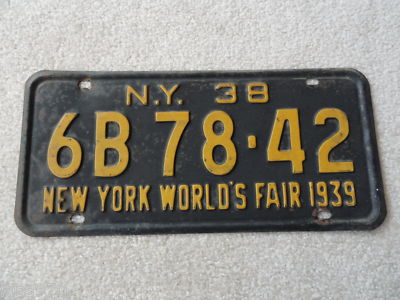 N.Y. 38
6B 78·42
NEW YORK WORLD'S FAIR 1939